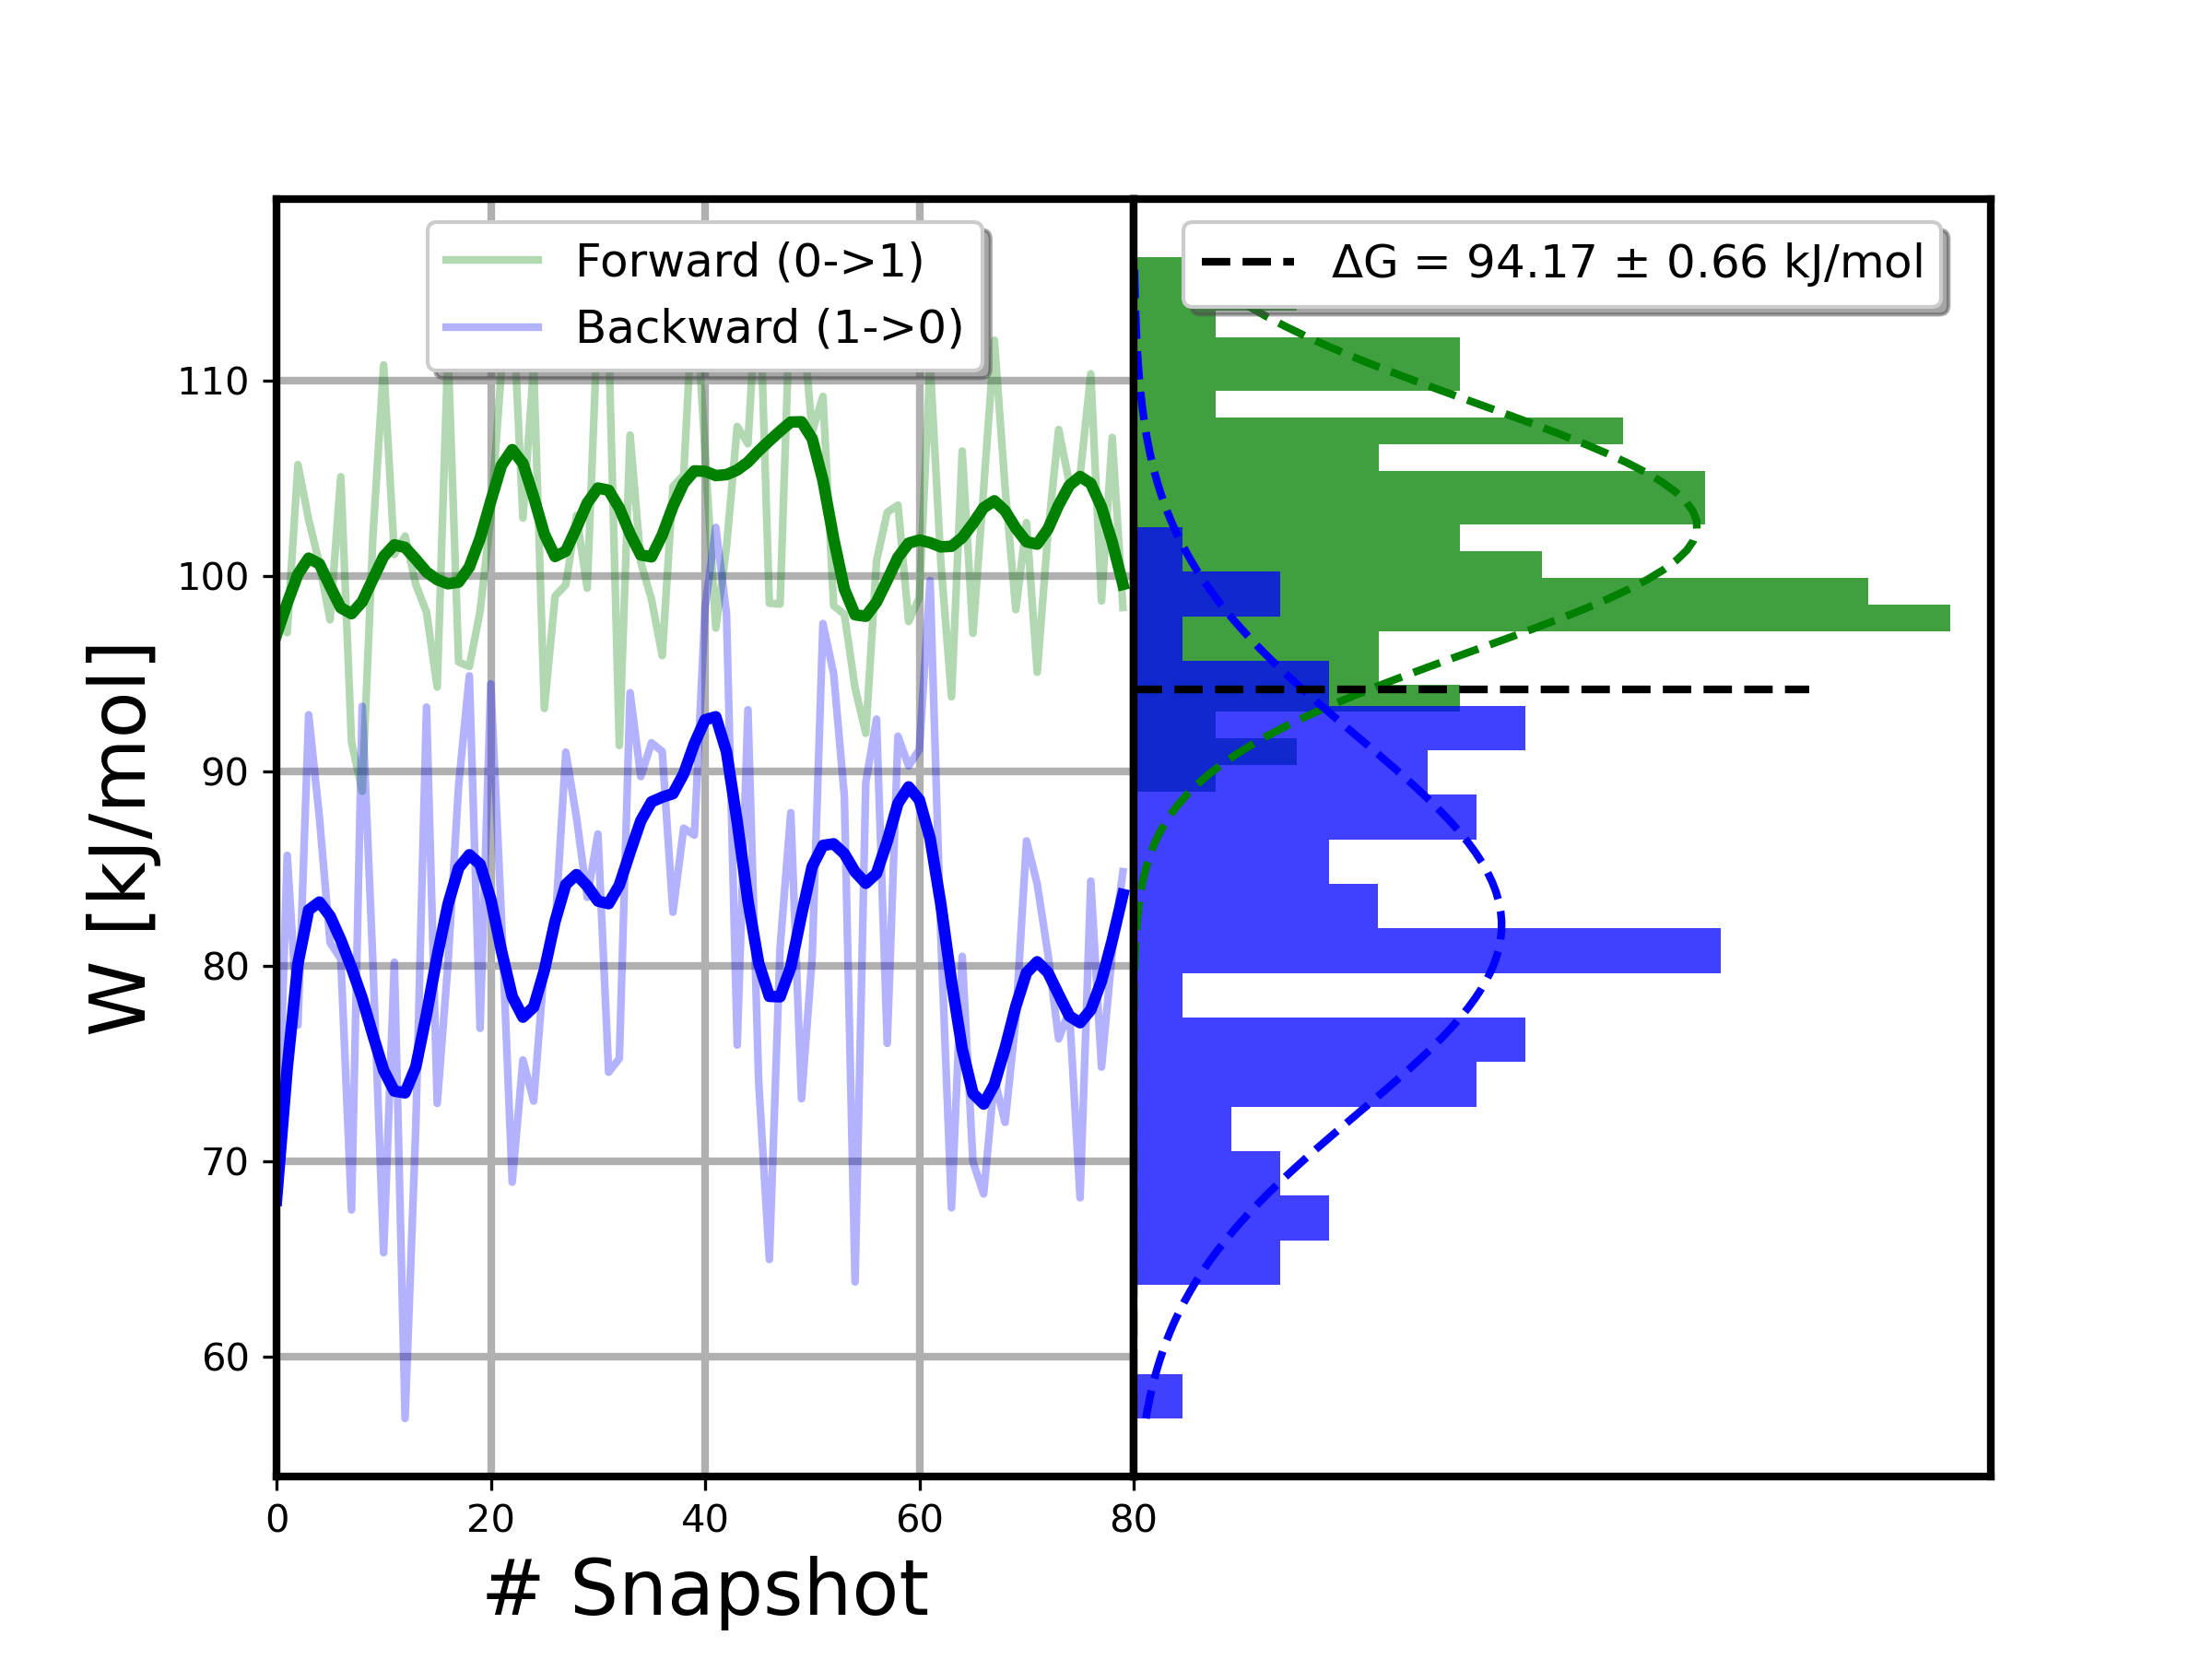 Forward (0->1)
Backward (1->0)
ΔG = 94.17 ± 0.66 kJ/mol
110
100
90
80
70
60
W [kJ/mol]
0 20 40 60 80
# Snapshot